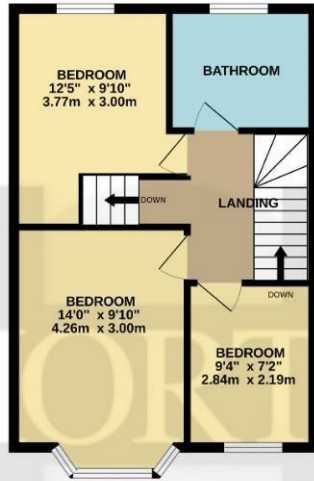 BEDROOM
12'5" x 9'10"
3.77m x 3.00m
BATHROOM
DOWN
LANDING
DOWN
BEDROOM
14'0" x 9'10"
4.26m x 3.00m
BEDROOM
9'4" x 7'2"
2.84m x 2.19m